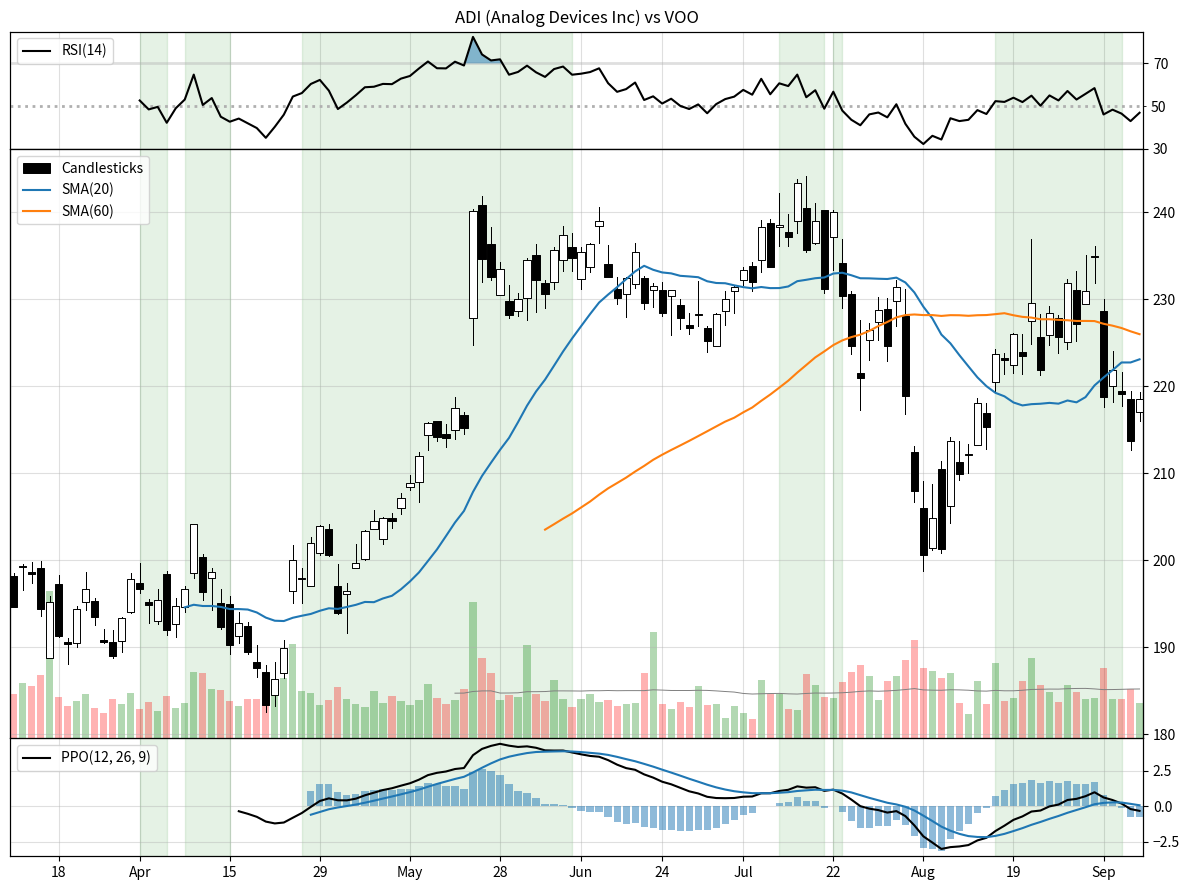 ADI (Analog Devices Inc) vs VOO
RSI(14)
70
50
30
Candlesticks
SMA(20)
SMA(60)
240
230
220
210
200
190
180
PPO(12, 26, 9)
2.5
0.0
−2.5
18 Apr 15 29 May 28 Jun 24 Jul 22 Aug 19 Sep